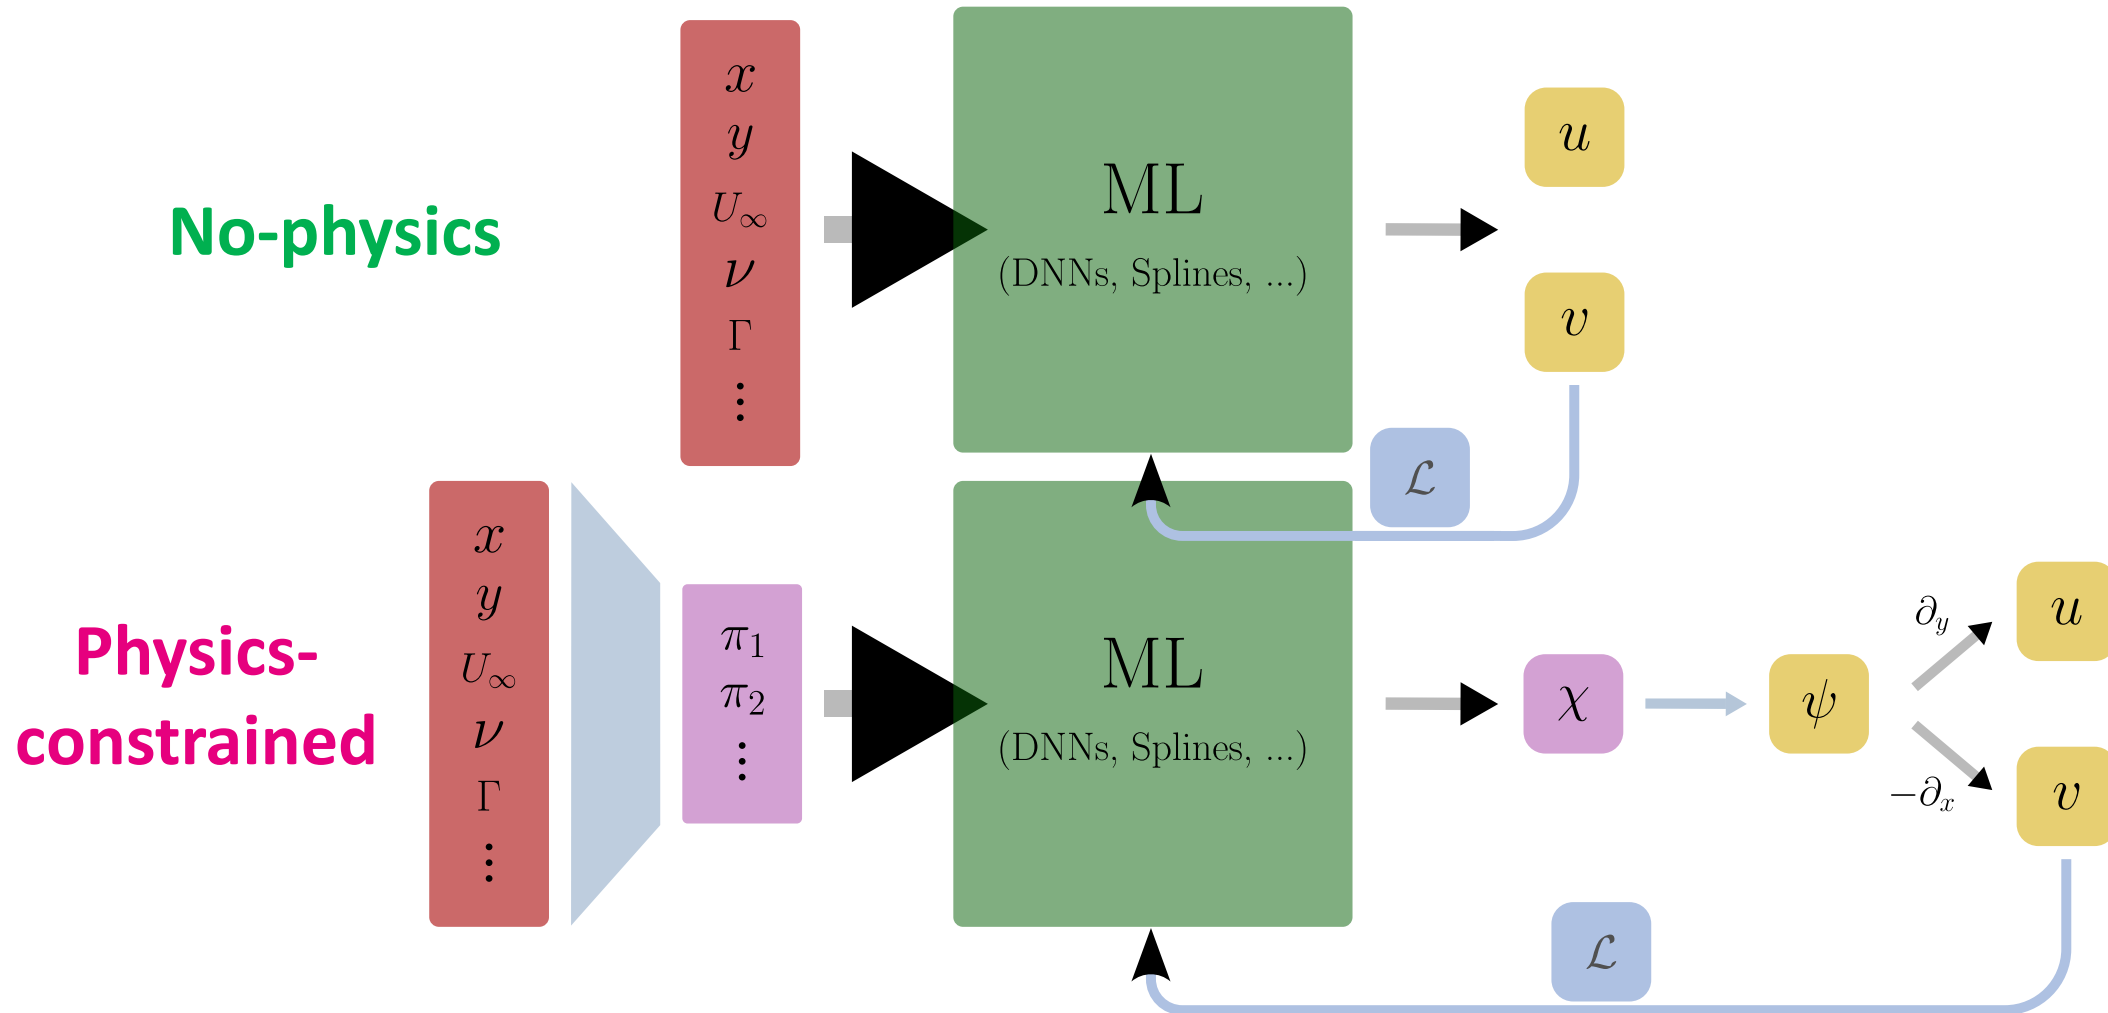 No-physics
x
y
U∞
ν
Γ
⋮
ML
(DNNs, Splines, ...)
u
v
ℒ
Physics-
constrained
x
y
U∞
ν
Γ
⋮
π₁
π₂
⋮
ML
(DNNs, Splines, ...)
χ
ψ
∂y
−∂x
u
v
ℒ